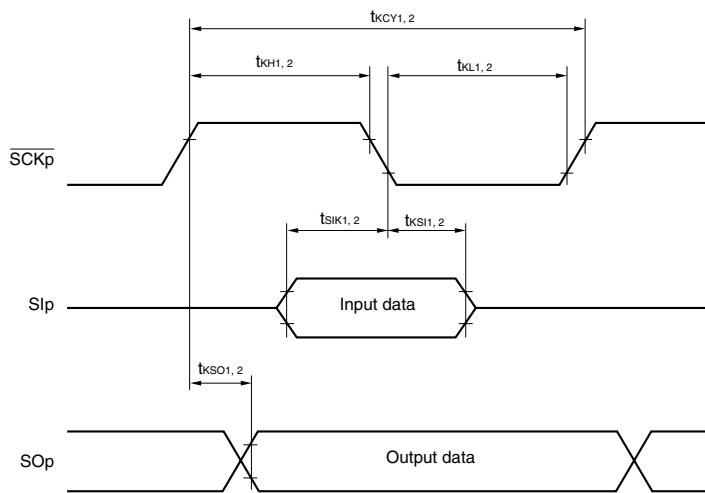 tKCY1, 2
tKH1, 2
tKL1, 2
SCKp
tSIK1, 2
tKSI1, 2
SIp
Input data
tKSO1, 2
SOp
Output data